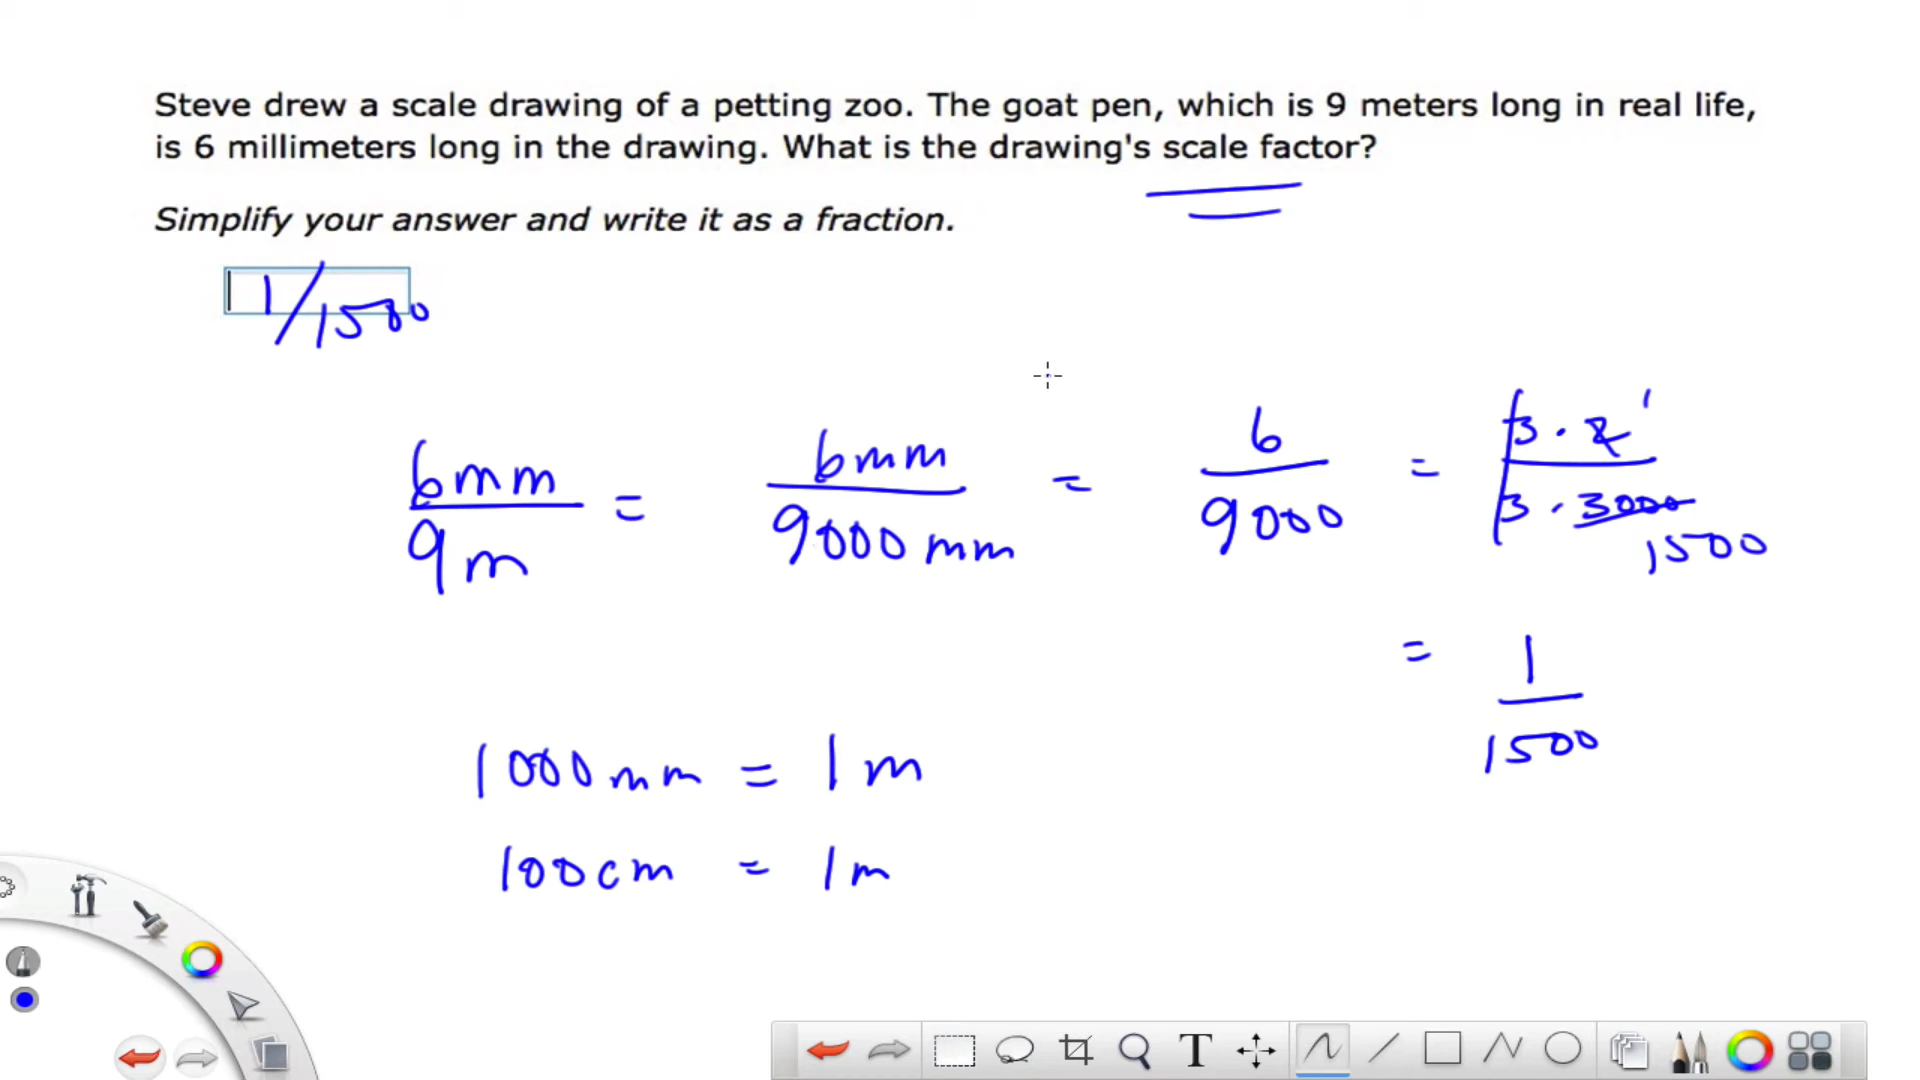 Steve drew a scale drawing of a petting zoo. The goat pen, which is 9 meters long in real life,
is 6 millimeters long in the drawing. What is the drawing's scale factor?
Simplify your answer and write it as a fraction.
1/1500
6mm/9m = 6mm/9000mm = 6/9000 = 3·2 1/3·3000 1500
= 1/1500
1000mm = 1m
100cm = 1m
T